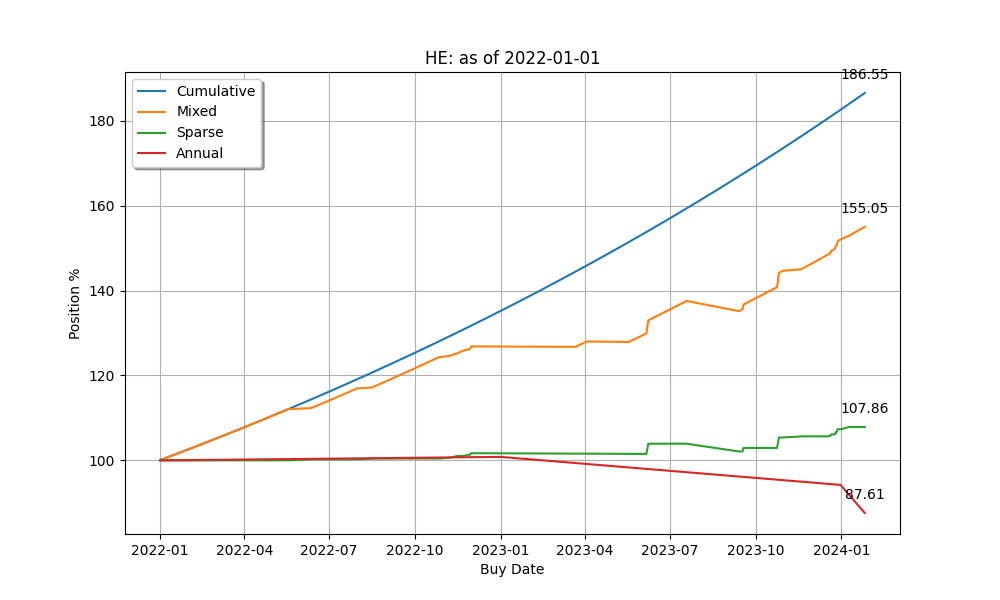 HE: as of 2022-01-01
Cumulative
Mixed
Sparse
Annual
186.55
155.05
107.86
87.61
Position %
180
160
140
120
100
2022-01 2022-04 2022-07 2022-10 2023-01 2023-04 2023-07 2023-10 2024-01
Buy Date